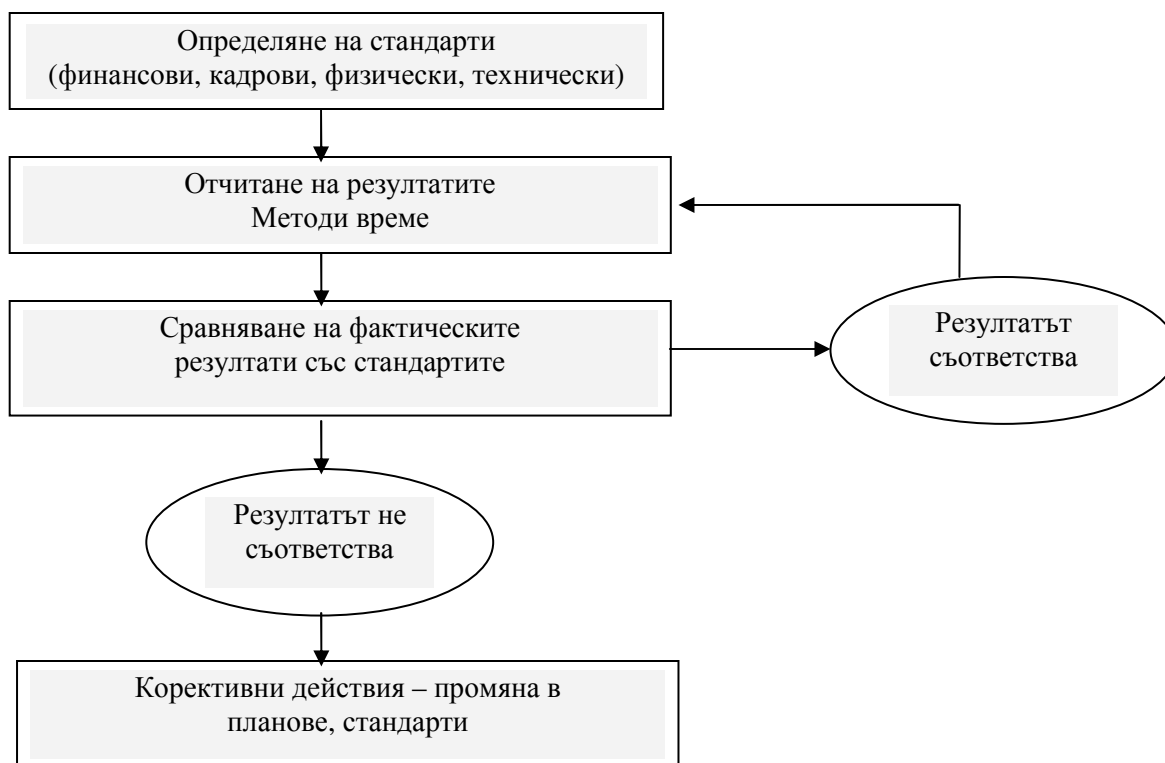 Определяне на стандарти
(финансови, кадрови, физически, технически)
Отчитане на резултатите
Методи време
Сравняване на фактическите
резултати със стандартите
Резултатът
съответства
Резултатът не
съответства
Корективни действия – промяна в
планове, стандарти